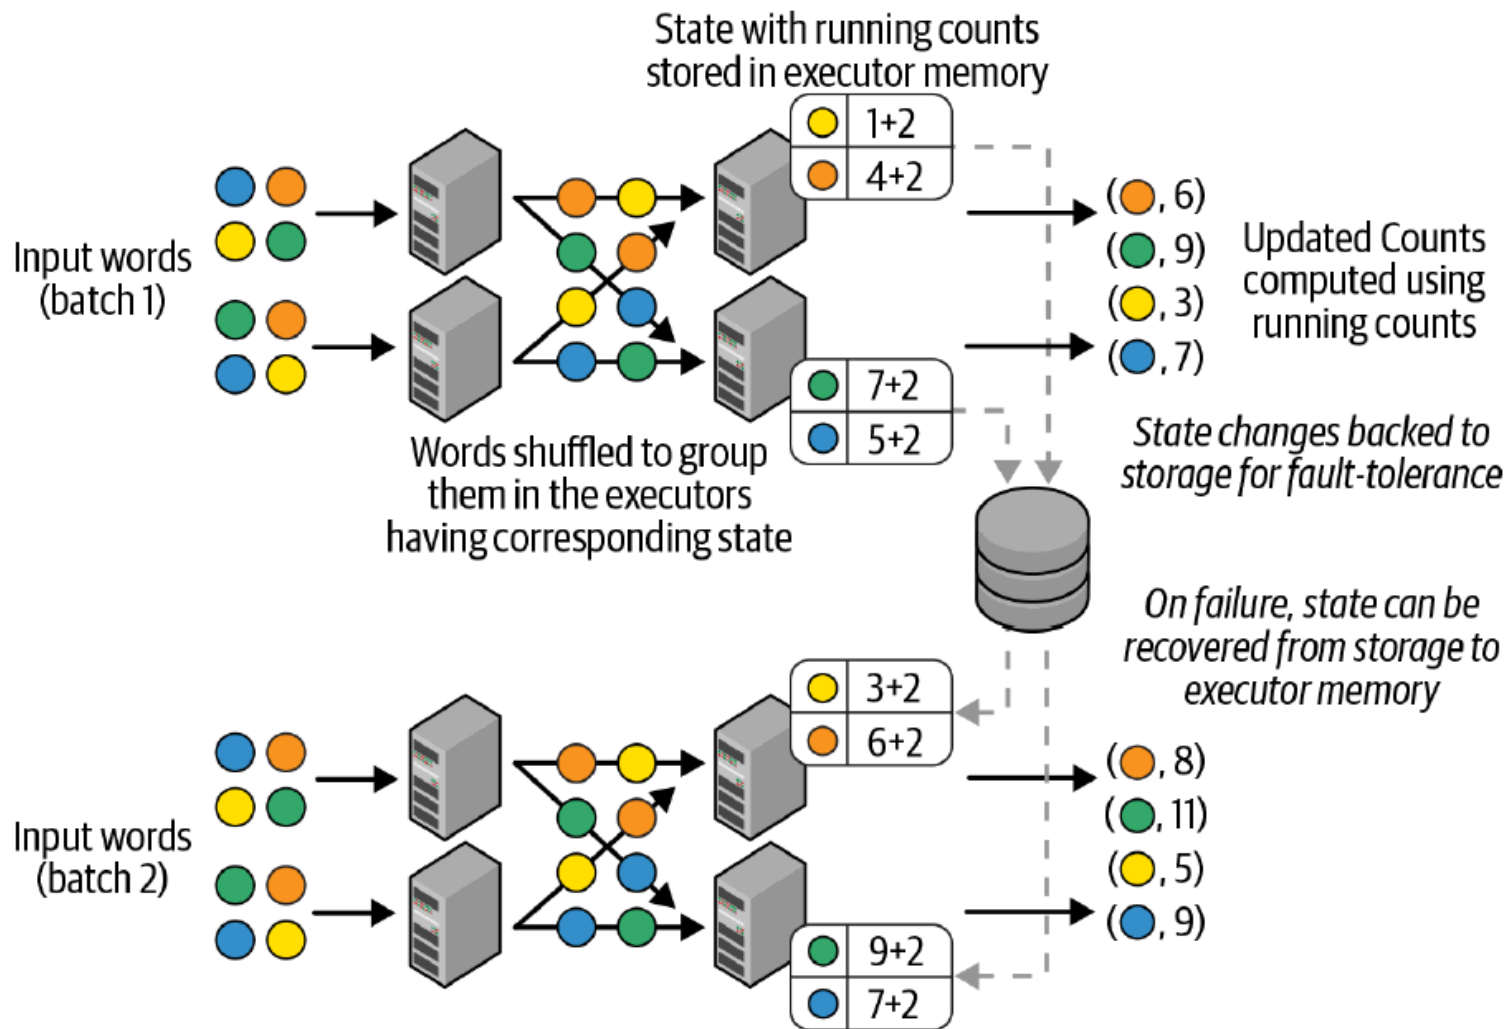 State with running counts
stored in executor memory
1+2
4+2
Input words
(batch 1)
( , 6)
( , 9)
( , 3)
( , 7)
Updated Counts
computed using
running counts
7+2
5+2
Words shuffled to group
them in the executors
having corresponding state
State changes backed to
storage for fault-tolerance
On failure, state can be
recovered from storage to
executor memory
3+2
6+2
Input words
(batch 2)
( , 8)
( , 11)
( , 5)
( , 9)
9+2
7+2